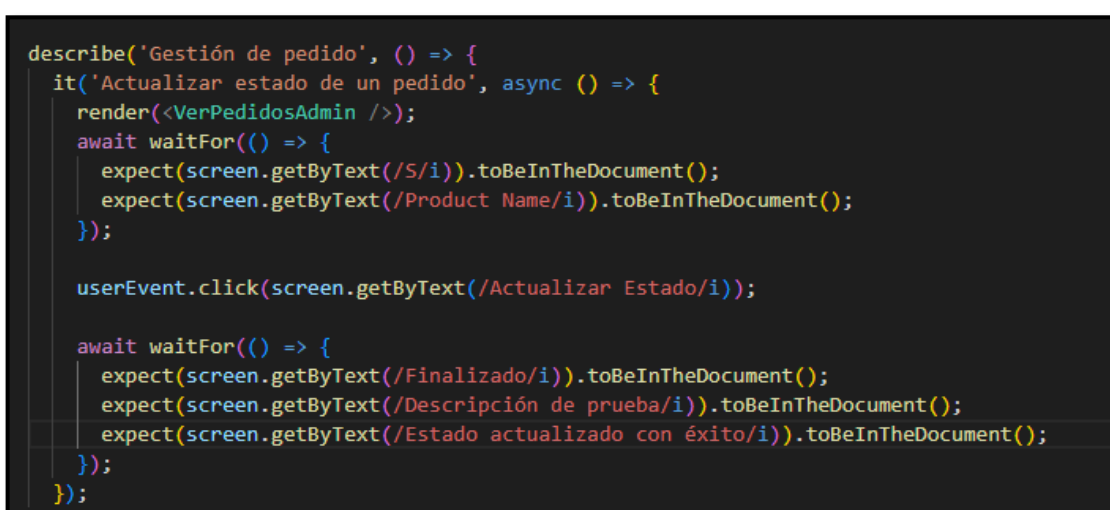 describe('Gestión de pedido', () => {
  it('Actualizar estado de un pedido', async () => {
    render(<VerPedidosAdmin />);
    await waitFor(() => {
      expect(screen.getByText(/S/i)).toBeInTheDocument();
      expect(screen.getByText(/Product Name/i)).toBeInTheDocument();
    });

    userEvent.click(screen.getByText(/Actualizar Estado/i));

    await waitFor(() => {
      expect(screen.getByText(/Finalizado/i)).toBeInTheDocument();
      expect(screen.getByText(/Descripción de prueba/i)).toBeInTheDocument();
      expect(screen.getByText(/Estado actualizado con éxito/i)).toBeInTheDocument();
    });
  });